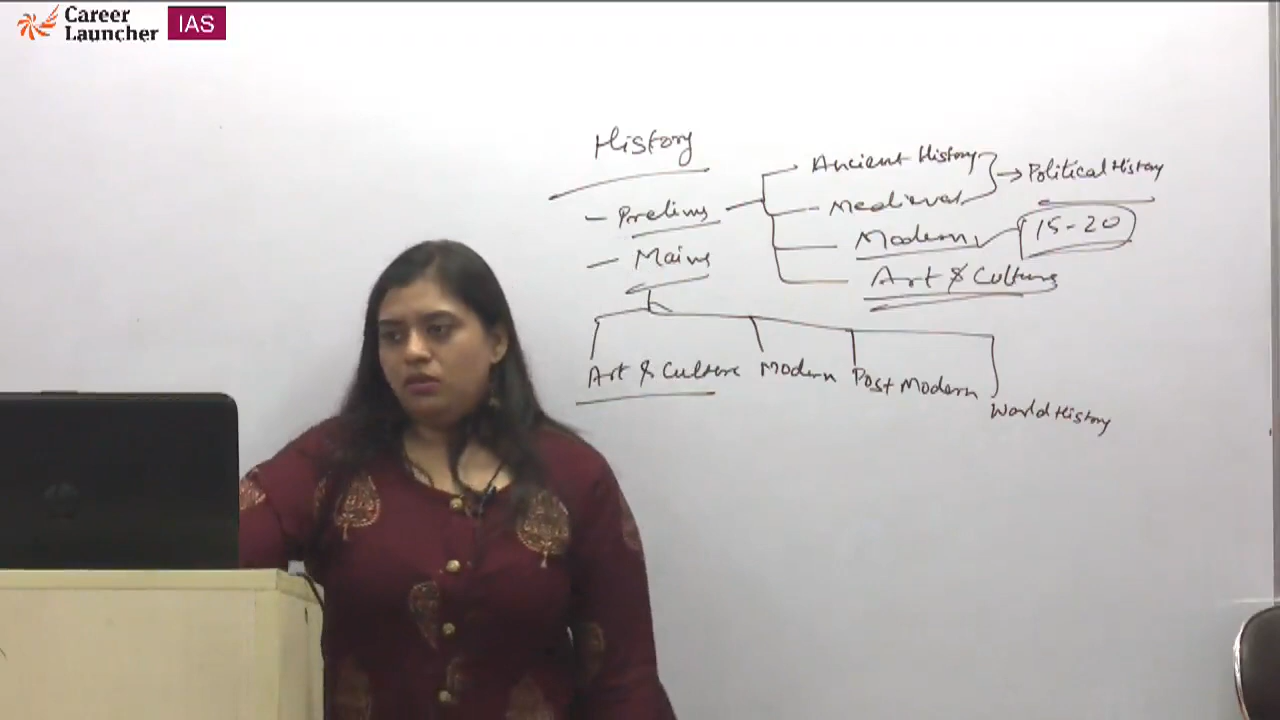 Career
Launcher
IAS
History
Ancient History
Political History
- Prelims
Medieval
Modern
15-20
- Mains
Art & Culture
Art & Culture
Modern
Post Modern
World History